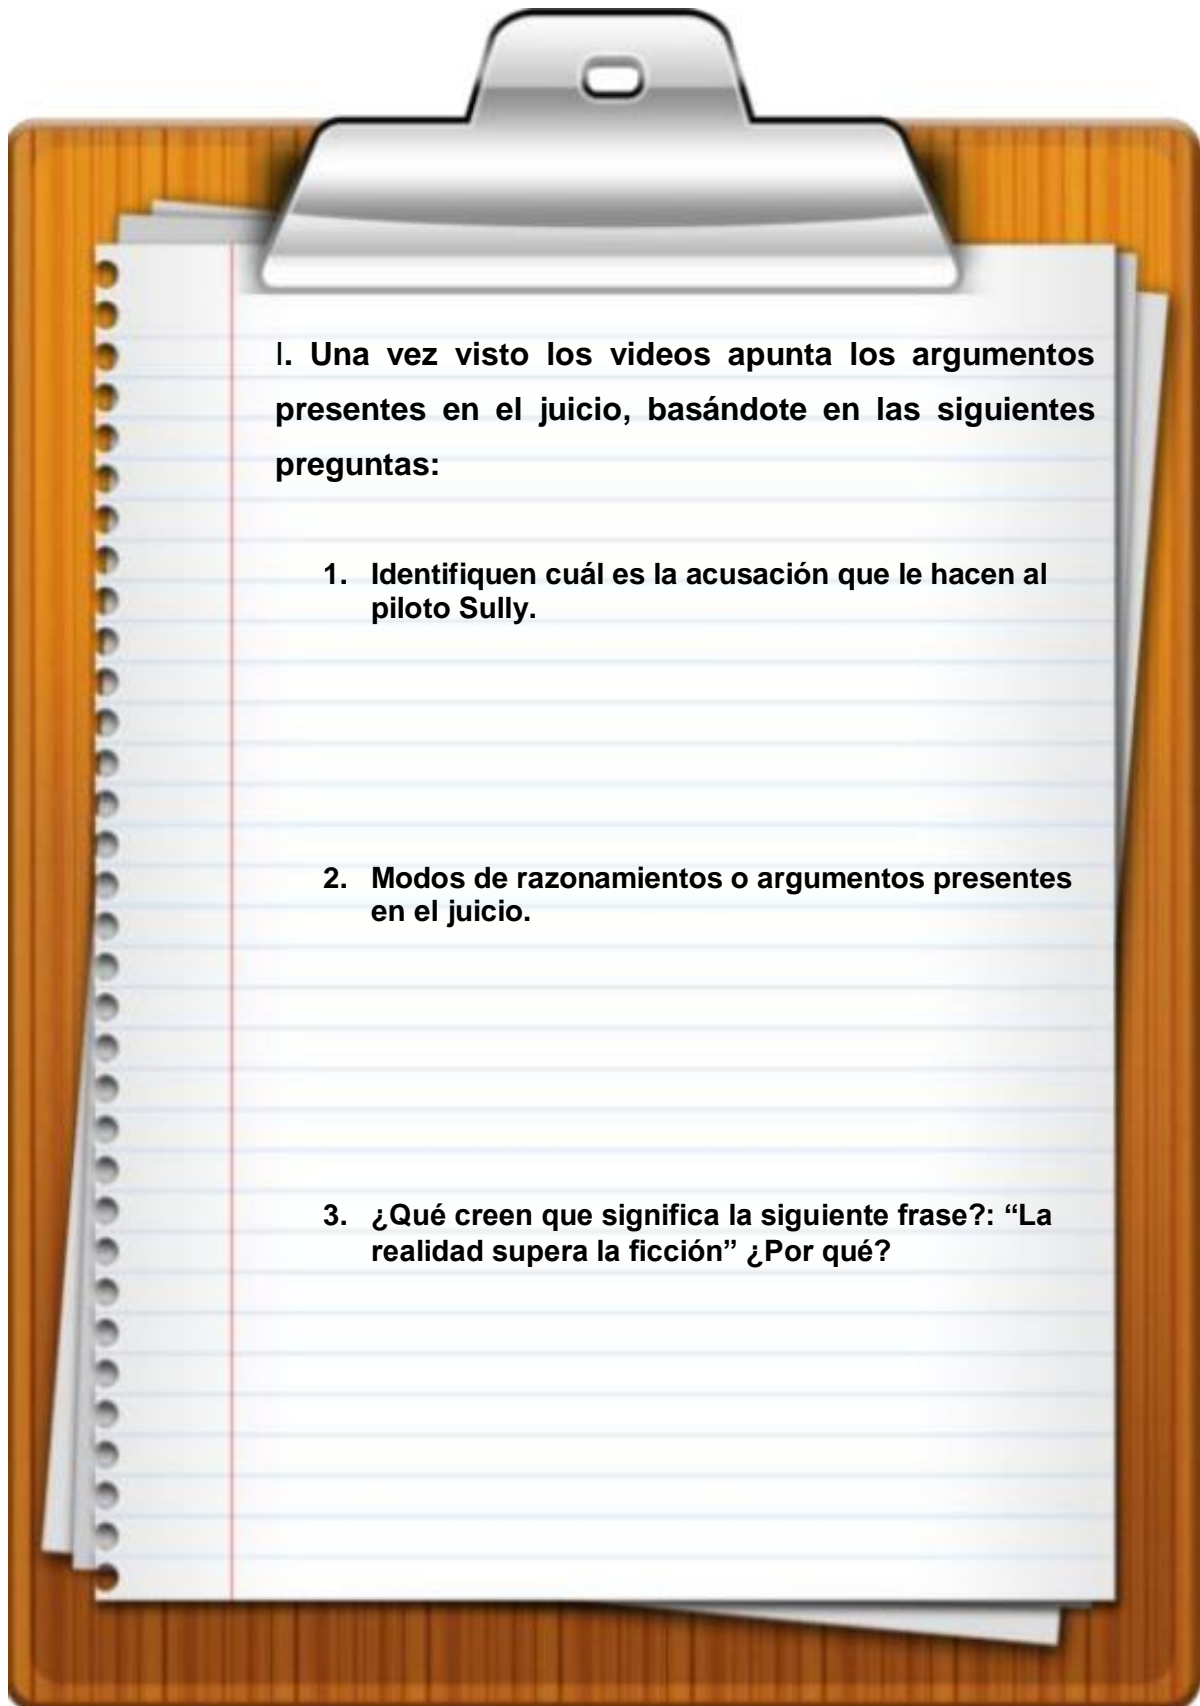 I. Una vez visto los videos apunta los argumentos
presentes en el juicio, basándote en las siguientes
preguntas:
1. Identifiquen cuál es la acusación que le hacen al
piloto Sully.
2. Modos de razonamientos o argumentos presentes
en el juicio.
3. ¿Qué creen que significa la siguiente frase?: “La
realidad supera la ficción” ¿Por qué?